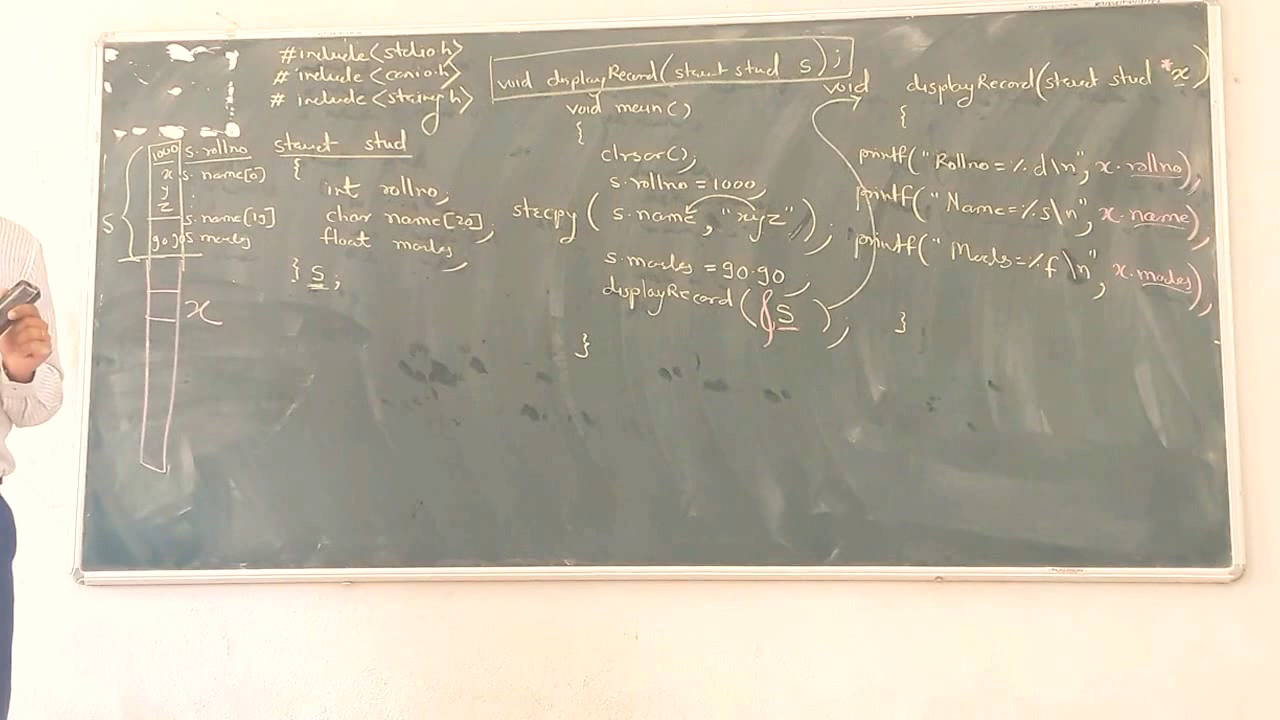 #include<stdio.h>
#include<conio.h>
# include<string.h>
void displayRecord(struct stud s);
struct stud
{
int rollno;
char name[20];
float marks;
} s;
void main()
{
clrscr();
s.rollno = 1000;
strcpy( s.name, "xyz" );
s.marks = 90.90;
displayRecord(&s );
}
void displayRecord(struct stud *x)
{
printf("Rollno=%d\n", x.rollno);
printf("Name=%s\n", x.name);
printf("Marks=%f\n", x.marks);
}
s
1000 s.rollno
x s.name[0]
y
z
s.name[19]
90.90 s.marks
x